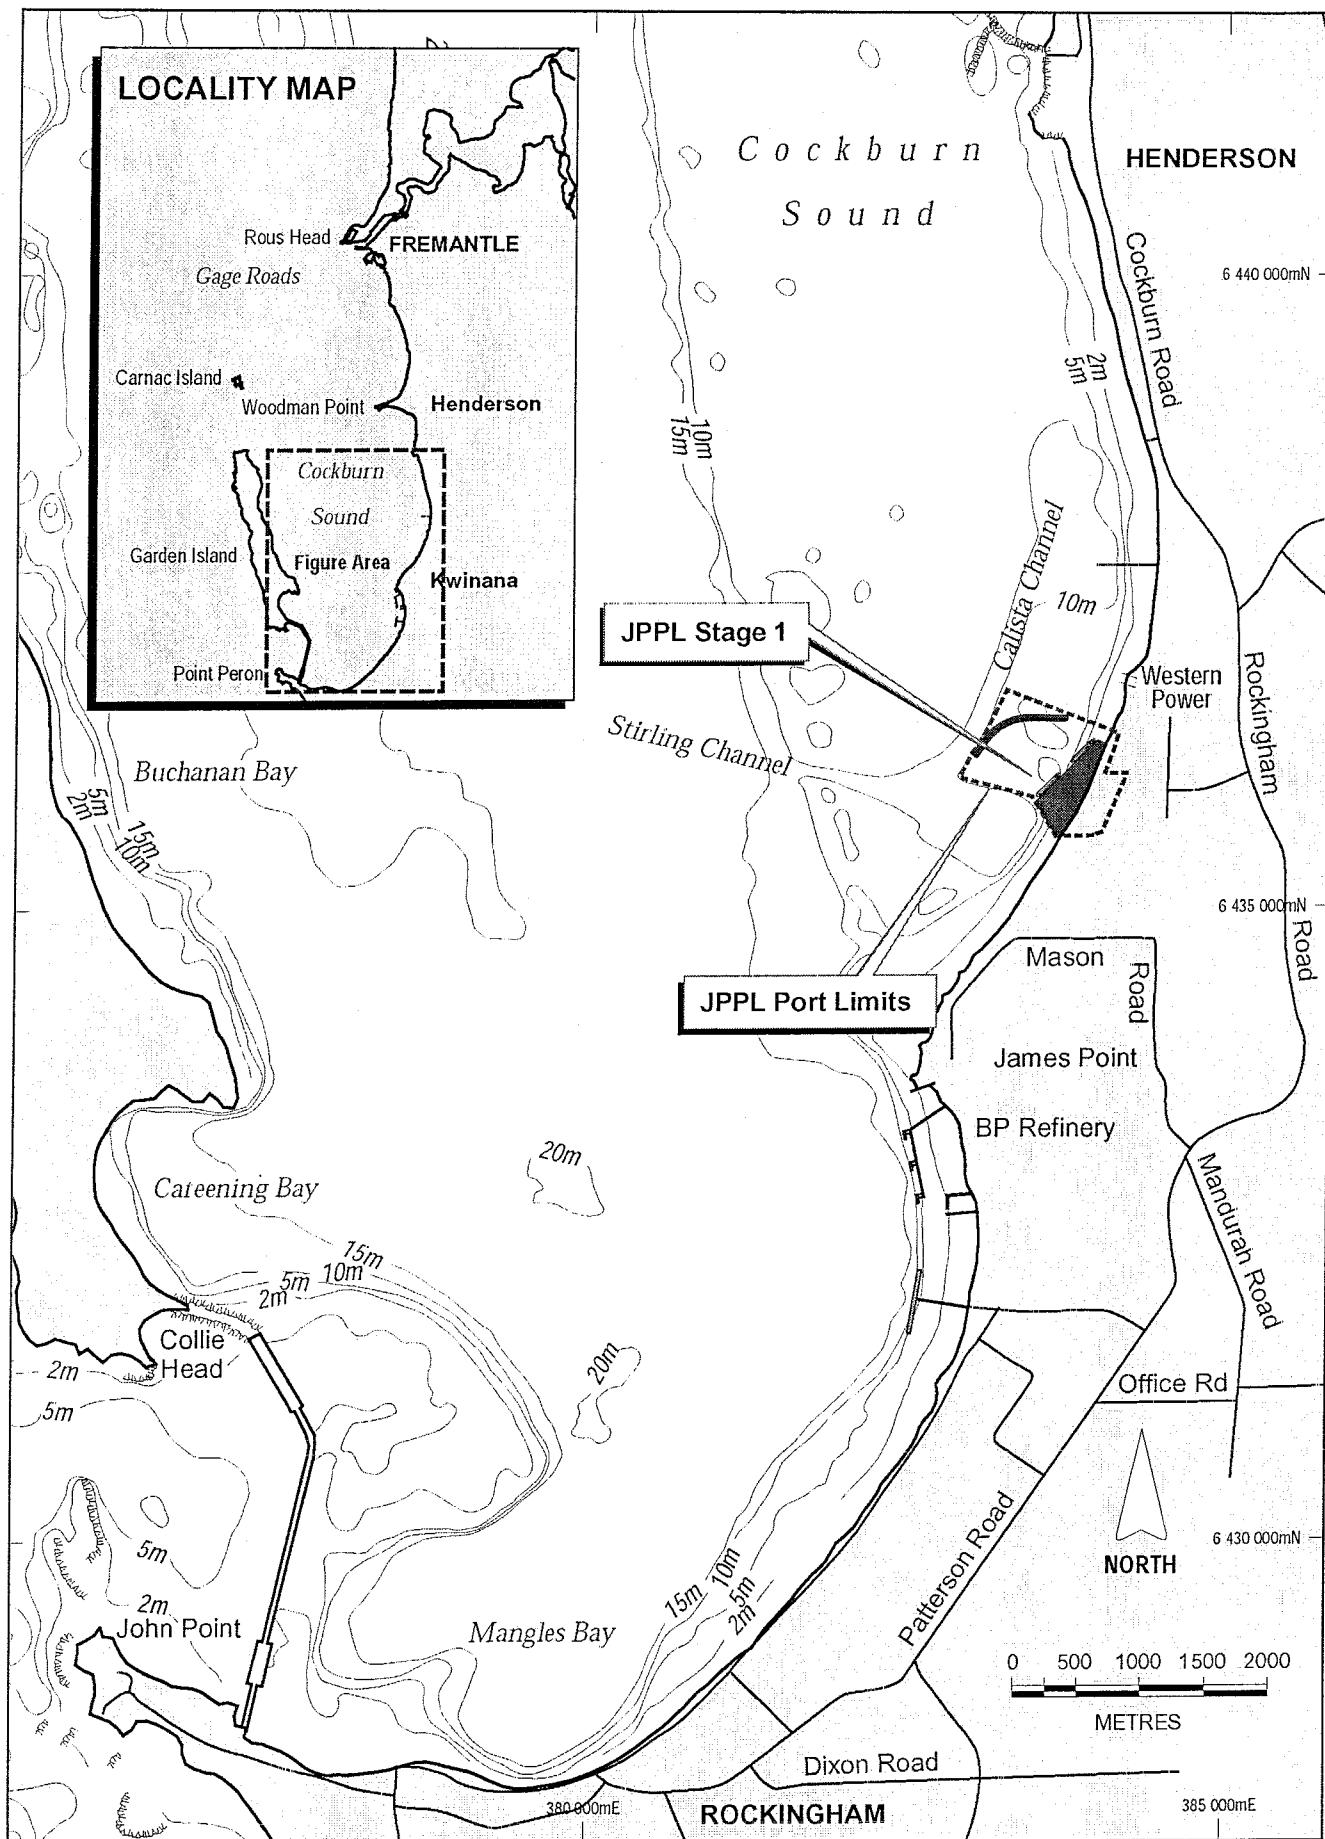 LOCALITY MAP
Rous Head
FREMANTLE
Gage Roads
Carnac Island
Woodman Point
Henderson
Cockburn
Sound
Garden Island
Figure Area
Kwinana
Point Peron
Cockburn
Sound
HENDERSON
Cockburn Road
6 440 000mN
2m
5m
10m
15m
Calista Channel
10m
JPPL Stage 1
Western
Power
Rockingham
Road
Stirling Channel
Buchanan Bay
5m
2m
15m
10m
6 435 000mN
Mason
Road
JPPL Port Limits
James Point
BP Refinery
20m
Careening Bay
Mandurah Road
15m
10m
5m
2m
Collie
Head
2m
5m
20m
Office Rd
5m
2m
John Point
Mangles Bay
15m
10m
5m
2m
Patterson Road
6 430 000mN
NORTH
0 500 1000 1500 2000
METRES
Dixon Road
380 000mE
ROCKINGHAM
385 000mE